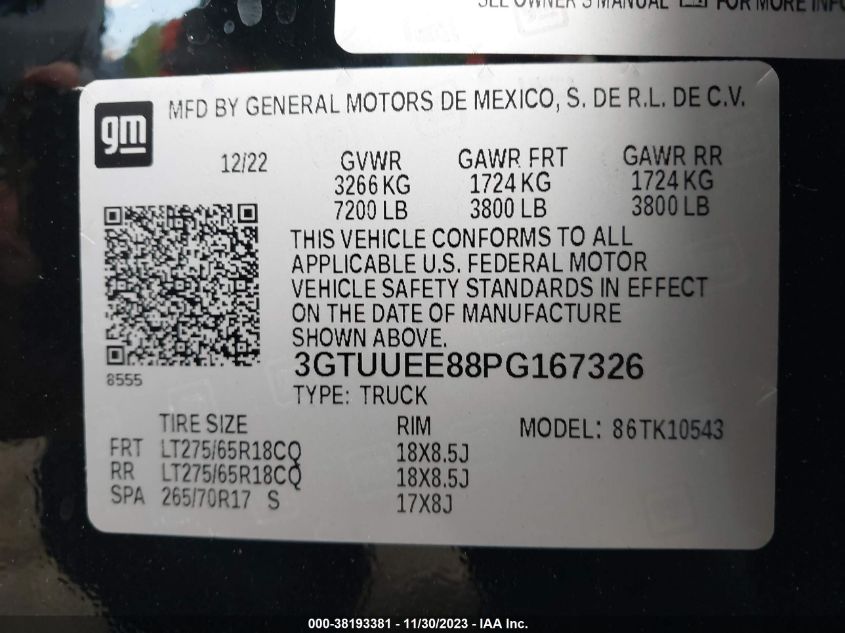 SEE OWNER'S MANUAL FOR MORE INFO
gm
MFD BY GENERAL MOTORS DE MEXICO, S. DE R.L. DE C.V.
12/22 GVWR GAWR FRT GAWR RR
3266 KG 1724 KG 1724 KG
7200 LB 3800 LB 3800 LB
THIS VEHICLE CONFORMS TO ALL
APPLICABLE U.S. FEDERAL MOTOR
VEHICLE SAFETY STANDARDS IN EFFECT
ON THE DATE OF MANUFACTURE
SHOWN ABOVE.
3GTUUEE88PG167326
8555
TYPE: TRUCK
TIRE SIZE RIM MODEL: 86TK10543
FRT LT275/65R18CQ 18X8.5J
RR LT275/65R18CQ 18X8.5J
SPA 265/70R17 S 17X8J
000-38193381 - 11/30/2023 - IAA Inc.